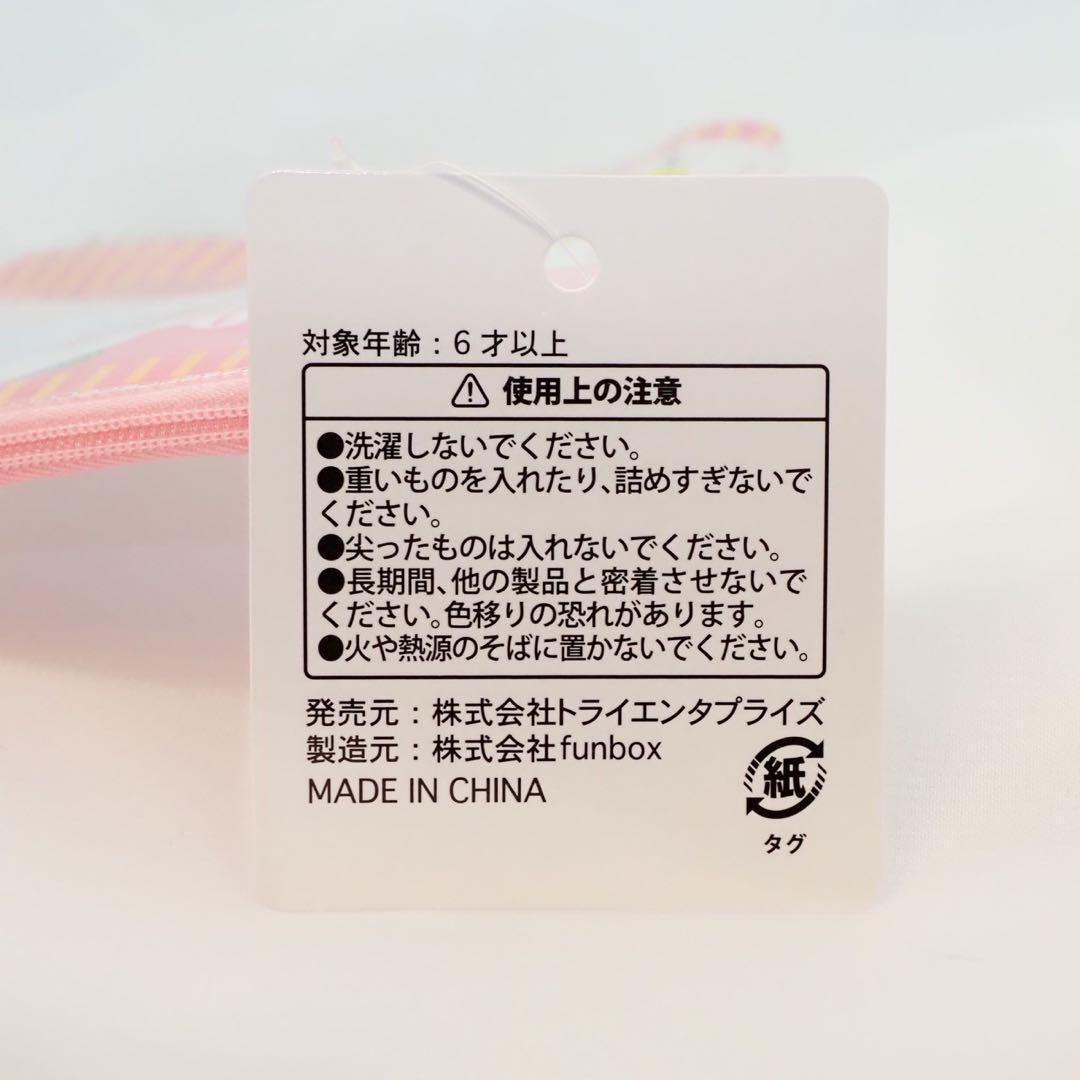 対象年齢：6才以上
⚠ 使用上の注意
●洗濯しないでください。
●重いものを入れたり、詰めすぎないで
ください。
●尖ったものは入れないでください。
●長期間、他の製品と密着させないで
ください。色移りの恐れがあります。
●火や熱源のそばに置かないでください。
発売元：株式会社トライエンタプライズ
製造元：株式会社funbox
MADE IN CHINA
紙
タグ